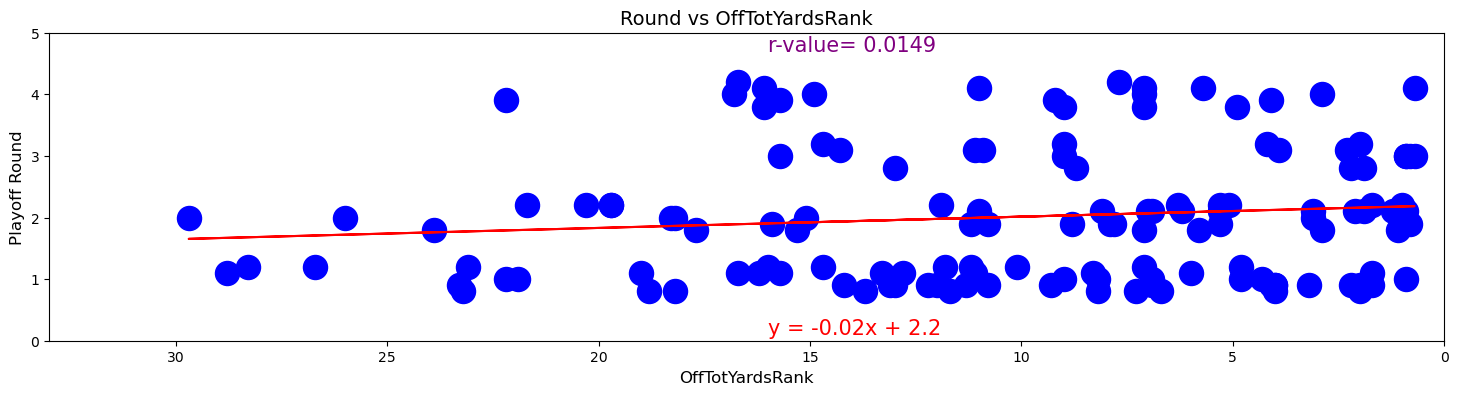 Round vs OffTotYardsRank
r-value= 0.0149
5
4
3
2
1
0
Playoff Round
y = -0.02x + 2.2
30 25 20 15 10 5 0
OffTotYardsRank